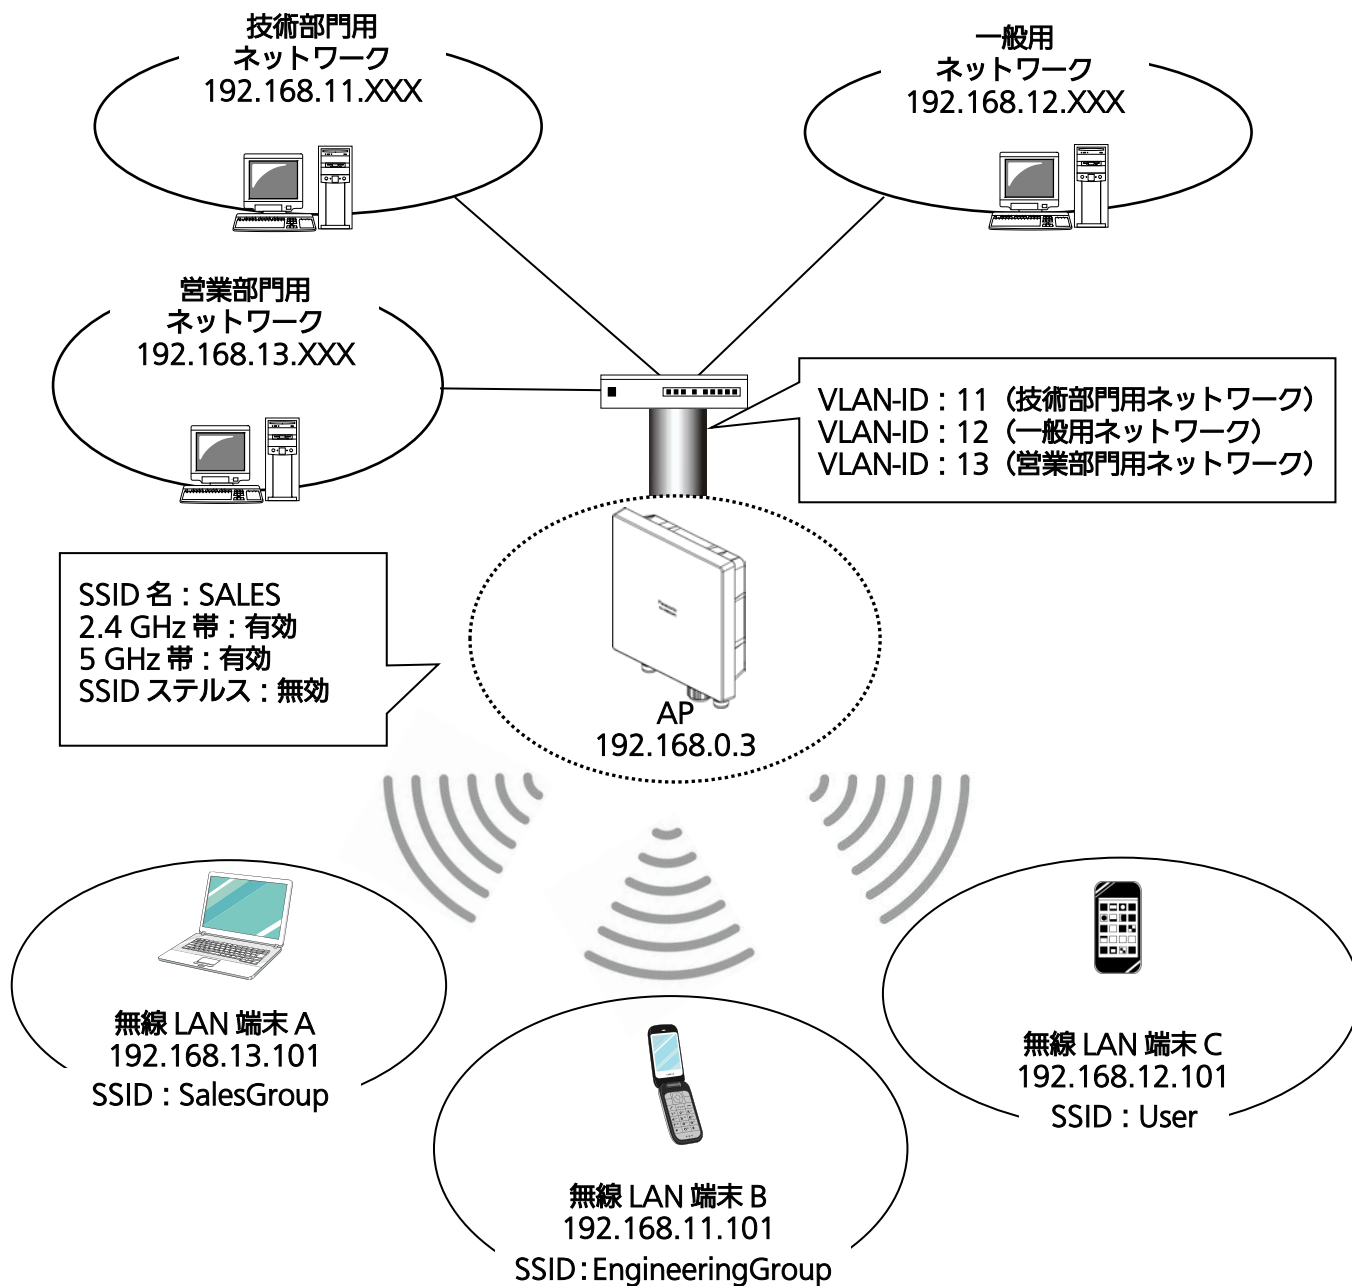 技術部門用
ネットワーク
192.168.11.XXX
一般用
ネットワーク
192.168.12.XXX
営業部門用
ネットワーク
192.168.13.XXX
VLAN-ID：11（技術部門用ネットワーク）
VLAN-ID：12（一般用ネットワーク）
VLAN-ID：13（営業部門用ネットワーク）
SSID 名：SALES
2.4 GHz 帯：有効
5 GHz 帯：有効
SSID ステルス：無効
AP
192.168.0.3
無線 LAN 端末 A
192.168.13.101
SSID：SalesGroup
無線 LAN 端末 C
192.168.12.101
SSID：User
無線 LAN 端末 B
192.168.11.101
SSID：EngineeringGroup